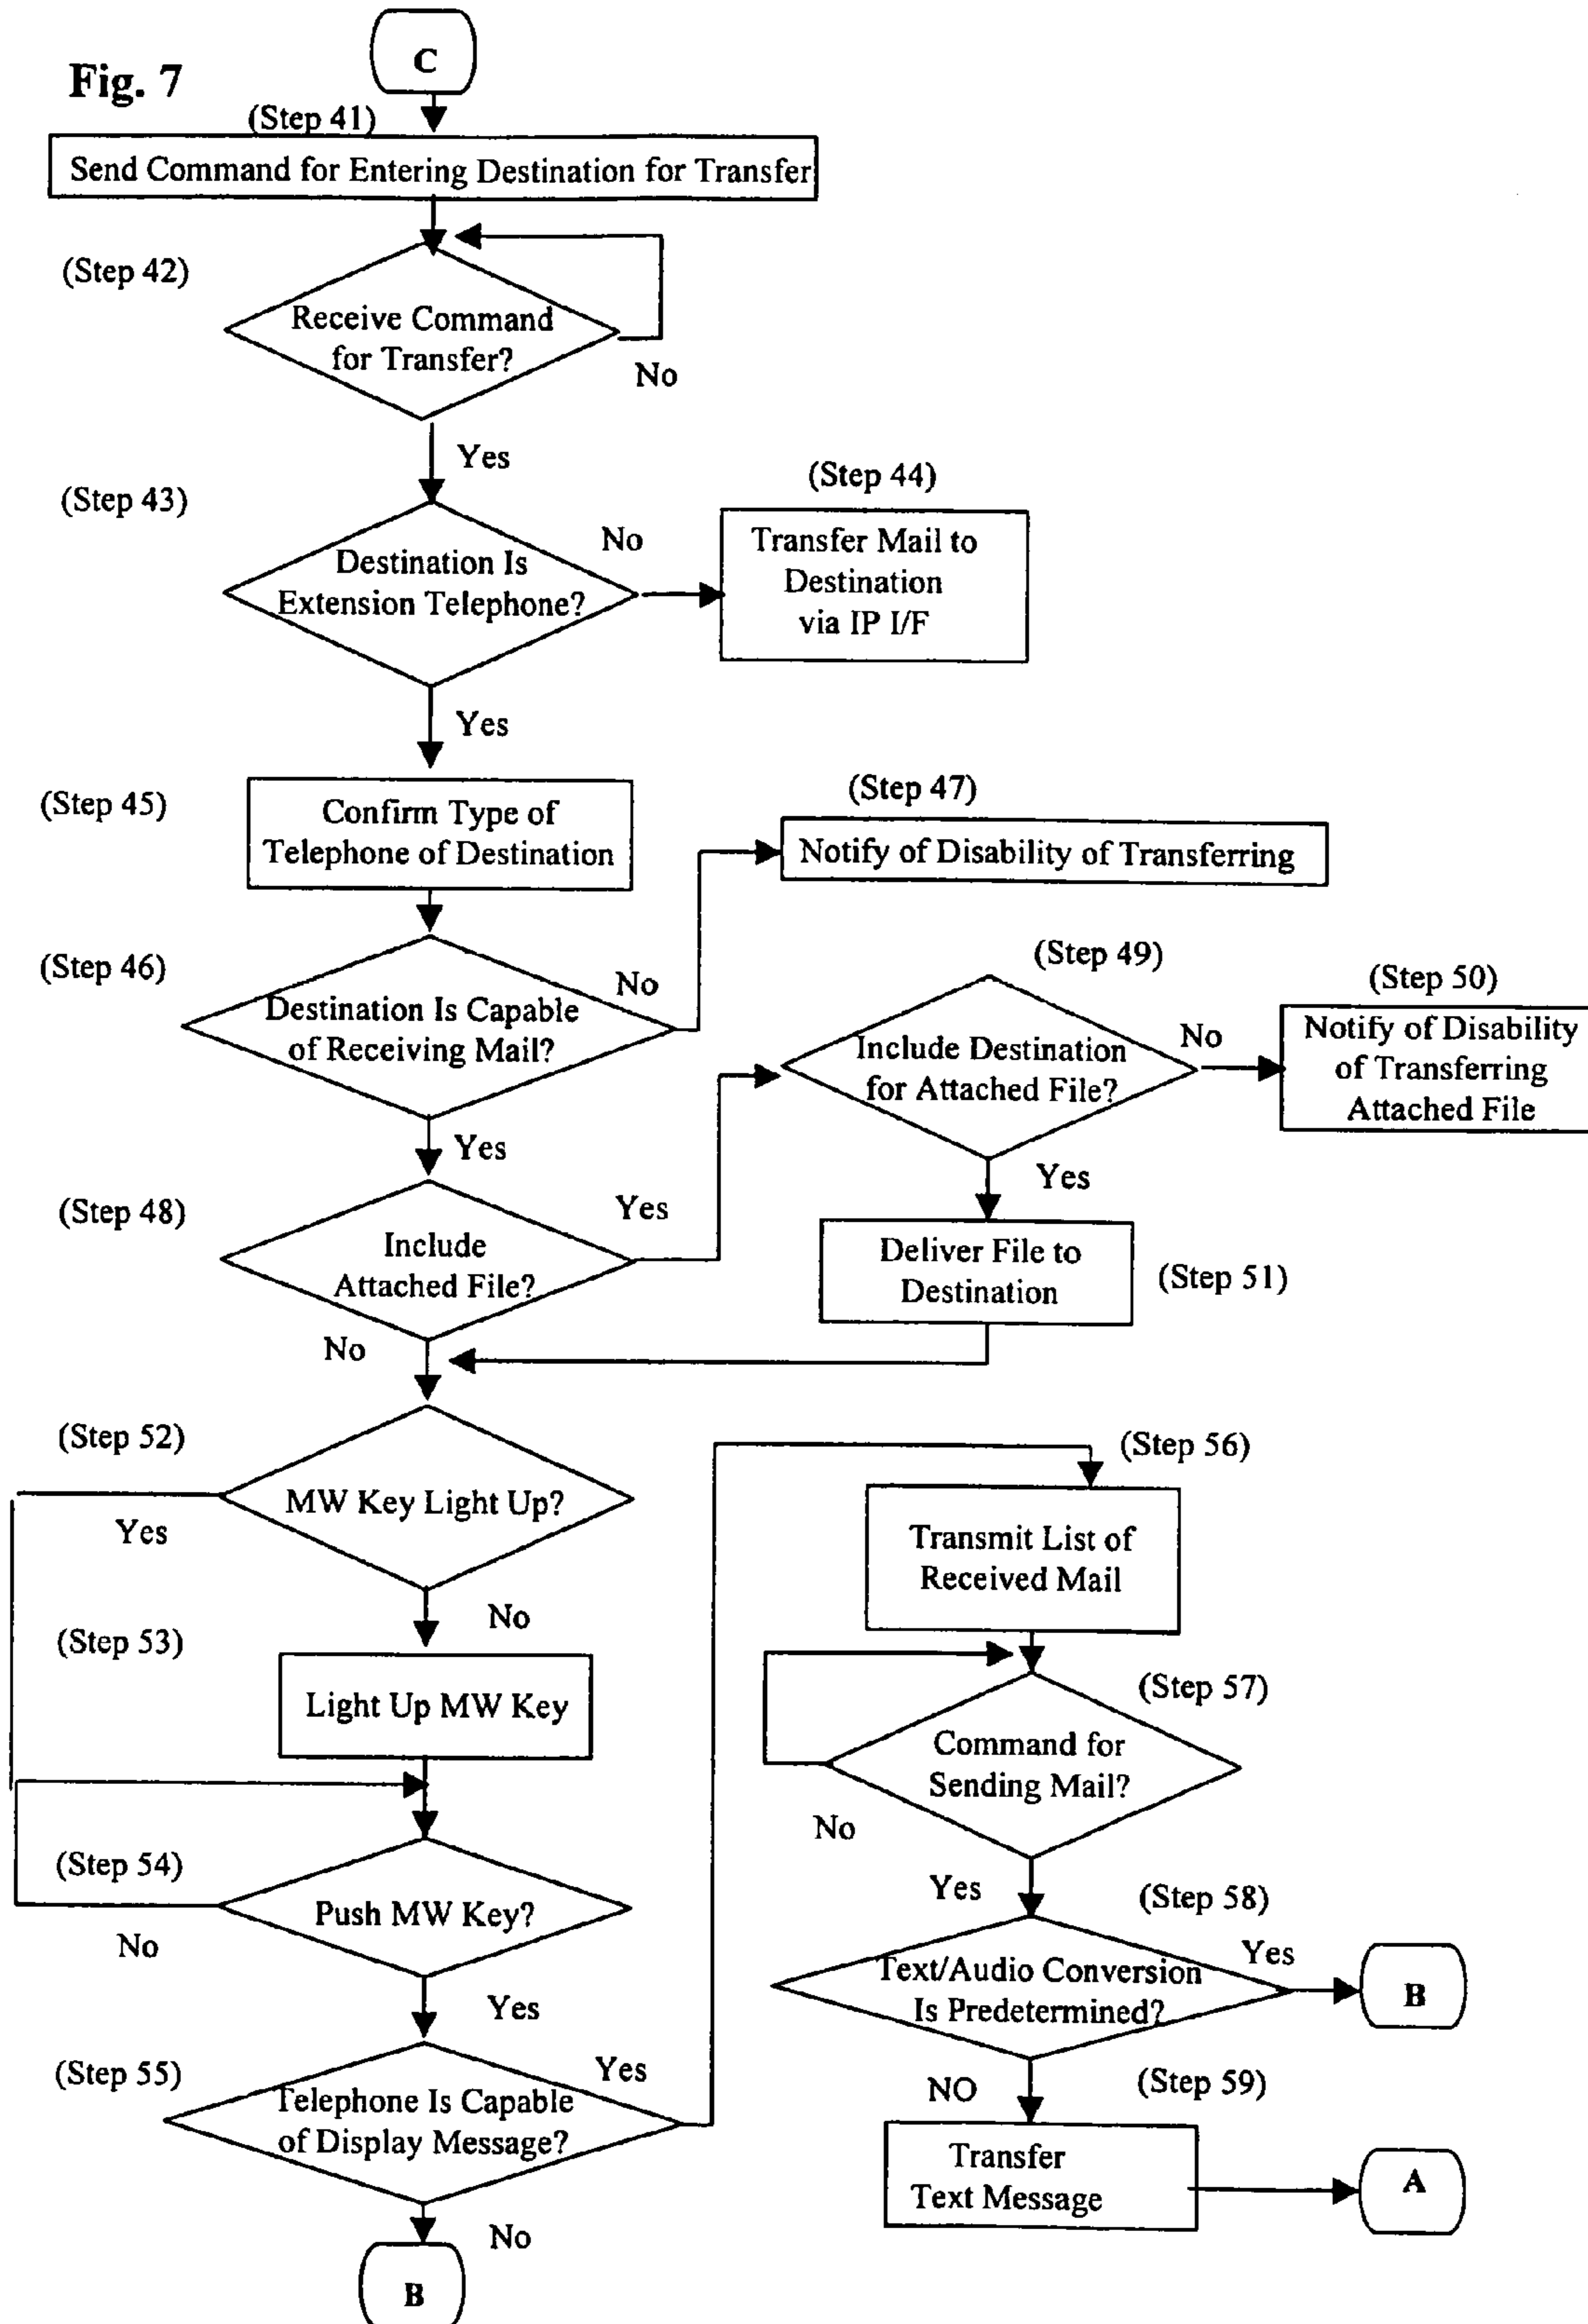 Fig. 7
C
(Step 41)
Send Command for Entering Destination for Transfer
(Step 42)
Receive Command
for Transfer?
No
Yes
(Step 43)
Destination Is
Extension Telephone?
No
(Step 44)
Transfer Mail to
Destination
via IP I/F
Yes
(Step 45)
Confirm Type of
Telephone of Destination
(Step 47)
Notify of Disability of Transferring
(Step 46)
Destination Is Capable
of Receiving Mail?
No
Yes
(Step 49)
Include Destination
for Attached File?
No
(Step 50)
Notify of Disability
of Transferring
Attached File
Yes
(Step 48)
Include
Attached File?
Yes
Deliver File to
Destination
(Step 51)
No
(Step 52)
MW Key Light Up?
Yes
No
(Step 53)
Light Up MW Key
(Step 54)
Push MW Key?
No
Yes
(Step 55)
Telephone Is Capable
of Display Message?
Yes
No
B
(Step 56)
Transmit List of
Received Mail
(Step 57)
Command for
Sending Mail?
No
Yes
(Step 58)
Text/Audio Conversion
Is Predetermined?
Yes
B
NO
(Step 59)
Transfer
Text Message
A